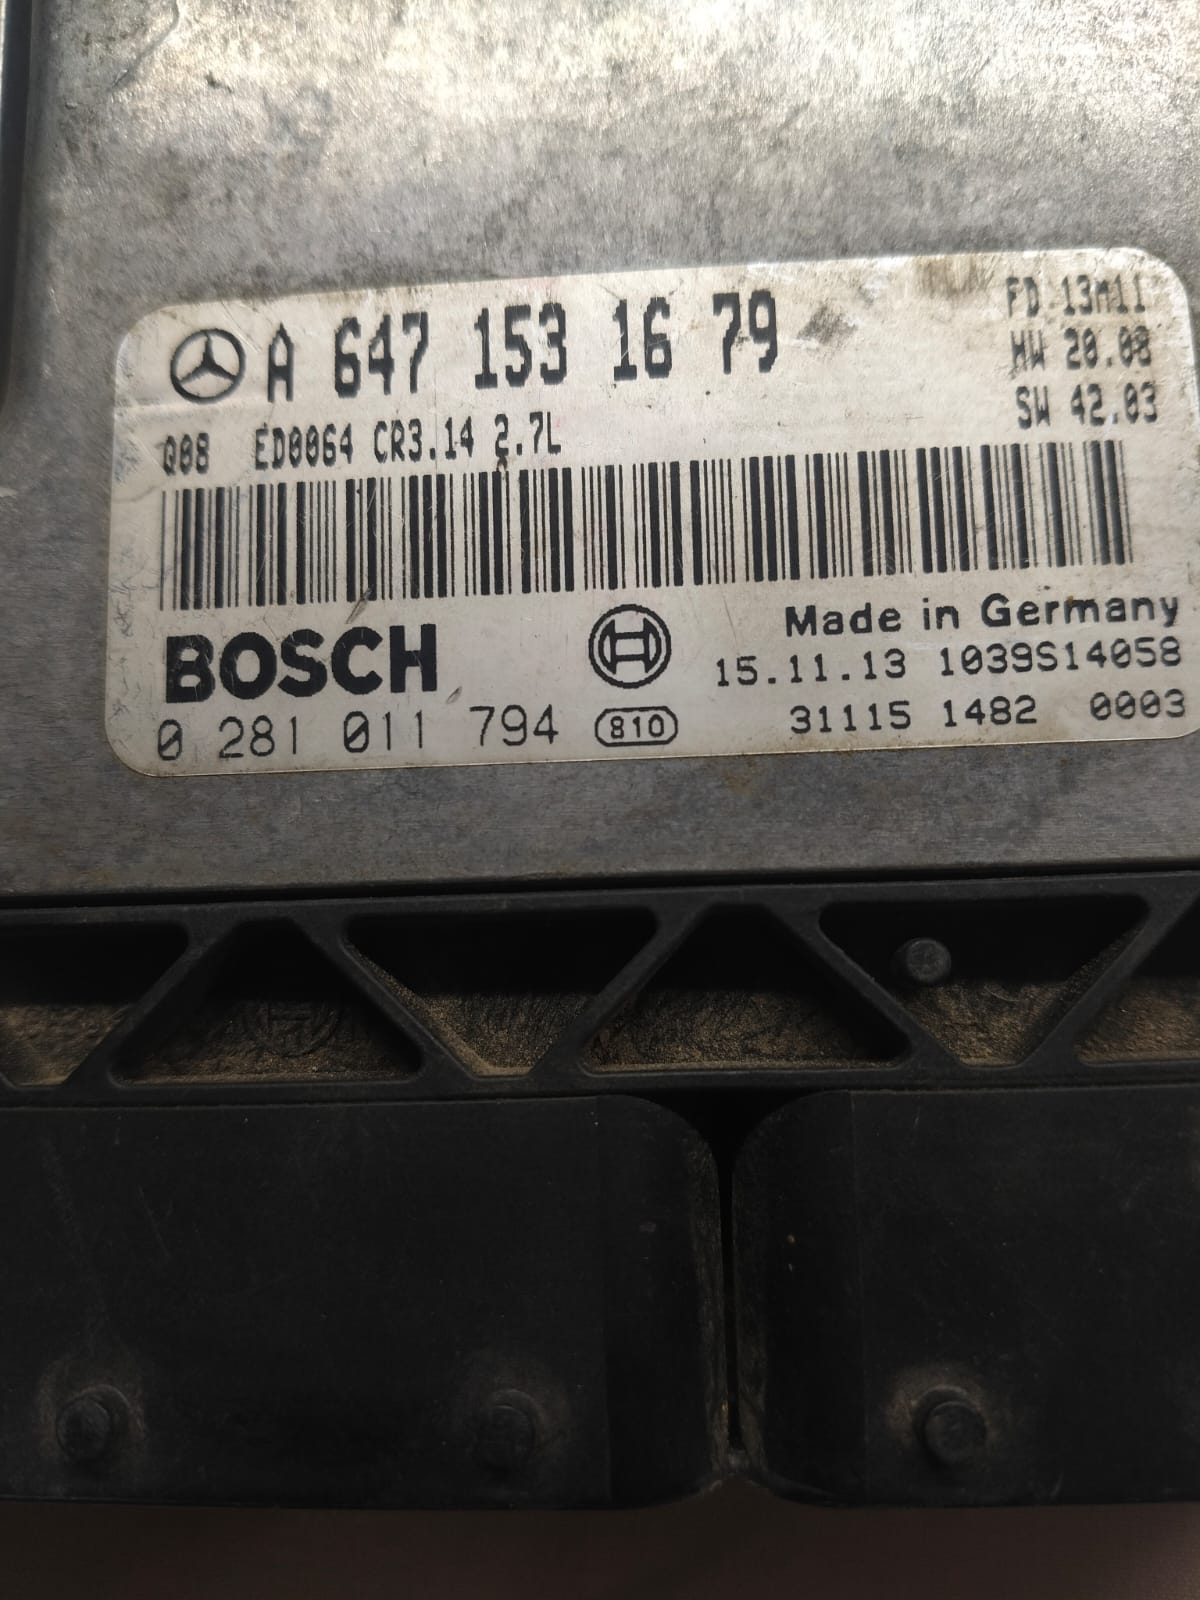 A 647 153 16 79
FD 13M11
HW 20.08
SW 42.03
Q08 ED0064 CR3.14 2.7L
Made in Germany
BOSCH
15.11.13 1039S14058
0 281 011 794
810
31115 1482 0003